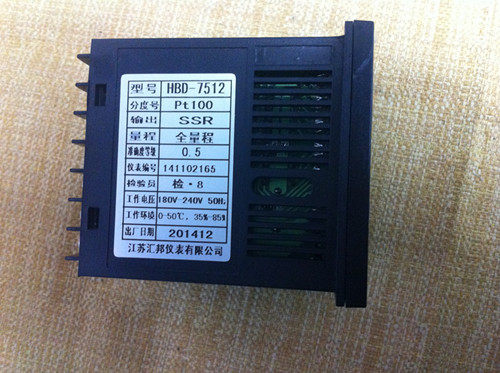 型号 HBD-7512
分度号 Pt100
输出 SSR
量程 全量程
准确度等级 0.5
仪表编号 141102165
检验员 检·8
工作电压 180V-240V 50Hz
工作环境 0-50℃, 35%-85%
出厂日期 201412
江苏汇邦仪表有限公司